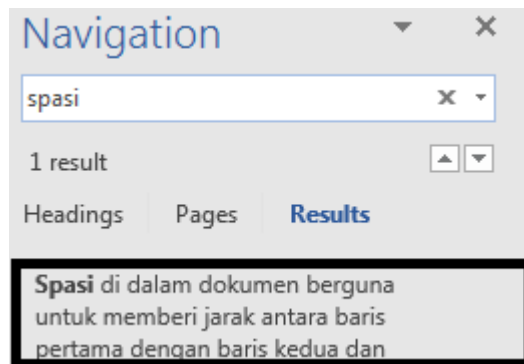 Navigation
spasi
1 result
Headings Pages Results
Spasi di dalam dokumen berguna
untuk memberi jarak antara baris
pertama dengan baris kedua dan